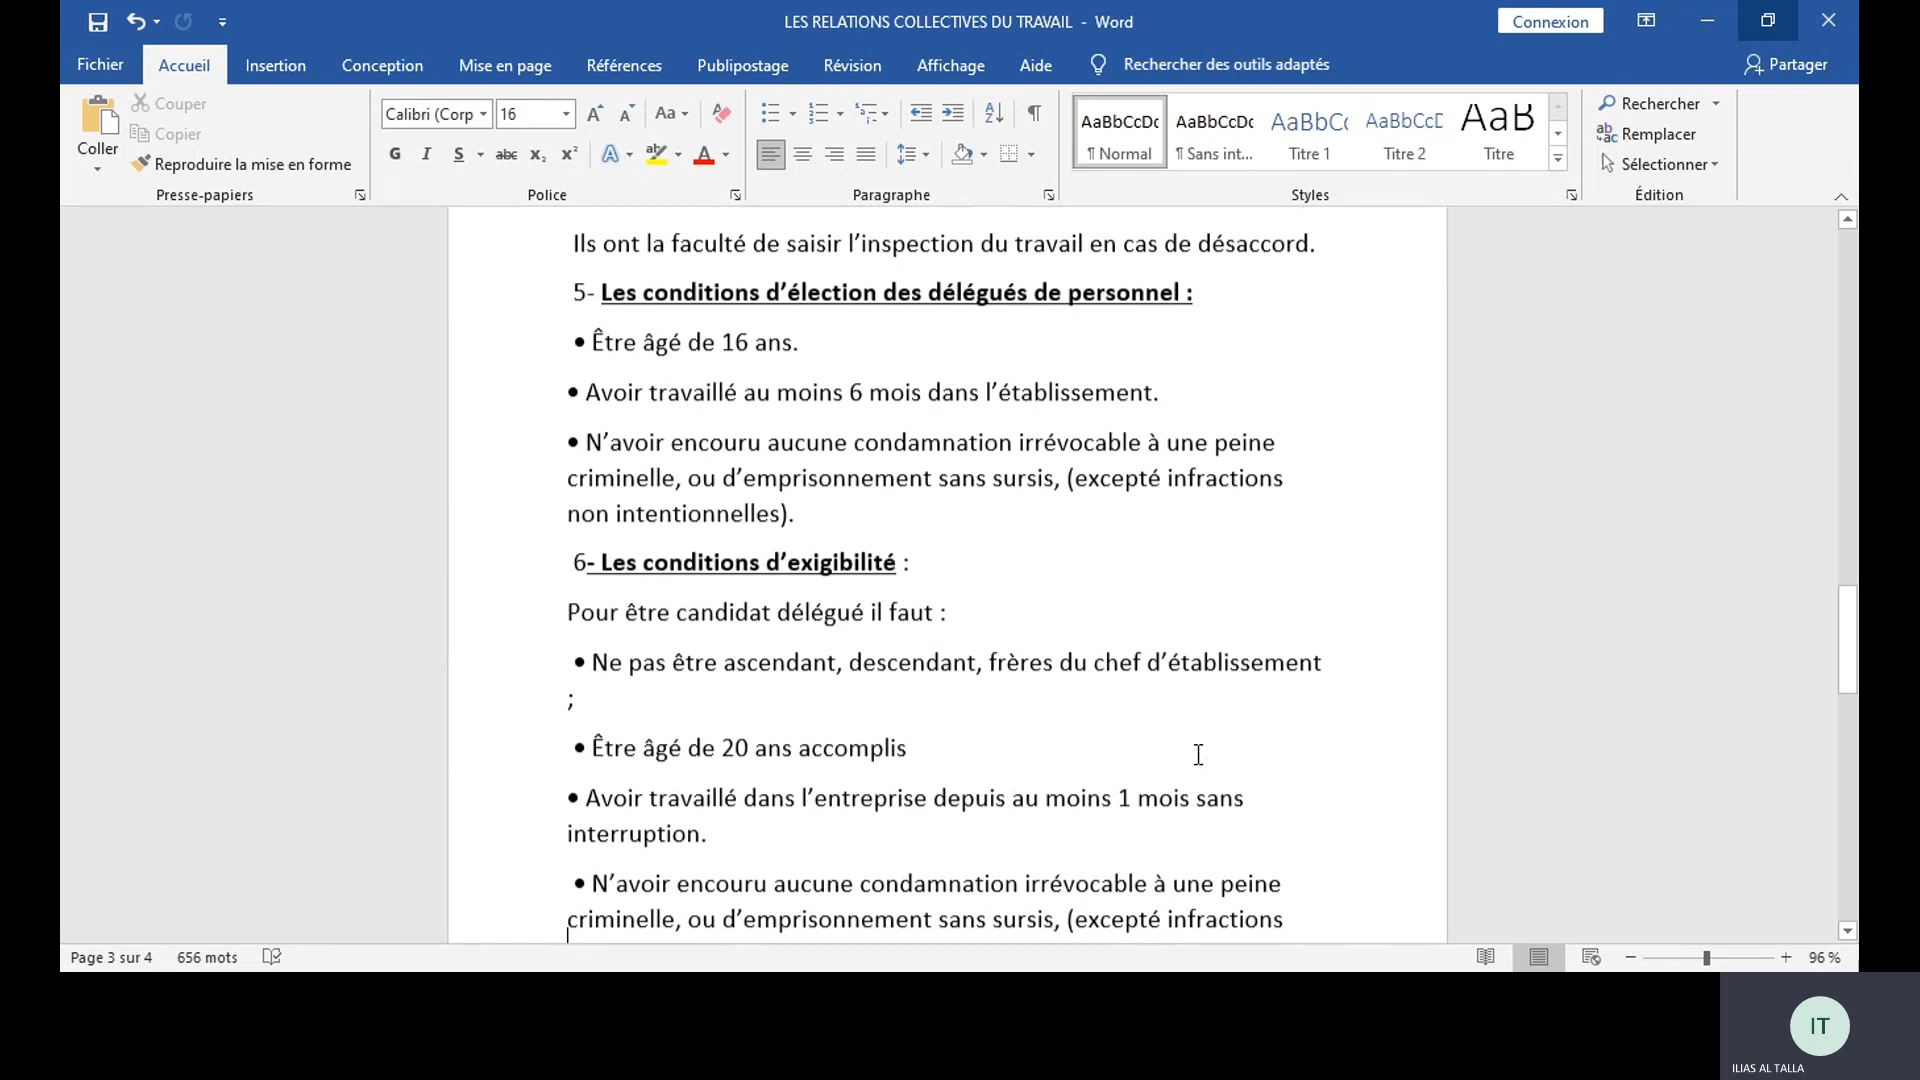 LES RELATIONS COLLECTIVES DU TRAVAIL - Word
Connexion
Fichier Accueil Insertion Conception Mise en page Références Publipostage Révision Affichage Aide Rechercher des outils adaptés Partager
Coller
Couper
Copier
Reproduire la mise en forme
Presse-papiers
Calibri (Corp 16 Aa
G I S abc x₂ x² A A
Police
Paragraphe
AaBbCcDc AaBbCcDc AaBbCc AaBbCcD AaB
¶ Normal ¶ Sans int... Titre 1 Titre 2 Titre
Styles
Rechercher
Remplacer
Sélectionner
Édition
Ils ont la faculté de saisir l’inspection du travail en cas de désaccord.
5- Les conditions d’élection des délégués de personnel :
• Être âgé de 16 ans.
• Avoir travaillé au moins 6 mois dans l’établissement.
• N’avoir encouru aucune condamnation irrévocable à une peine
criminelle, ou d’emprisonnement sans sursis, (excepté infractions
non intentionnelles).
6- Les conditions d’exigibilité :
Pour être candidat délégué il faut :
• Ne pas être ascendant, descendant, frères du chef d’établissement
;
• Être âgé de 20 ans accomplis
• Avoir travaillé dans l’entreprise depuis au moins 1 mois sans
interruption.
• N’avoir encouru aucune condamnation irrévocable à une peine
criminelle, ou d’emprisonnement sans sursis, (excepté infractions
Page 3 sur 4 656 mots 96 %
IT
ILIAS AL TALLA